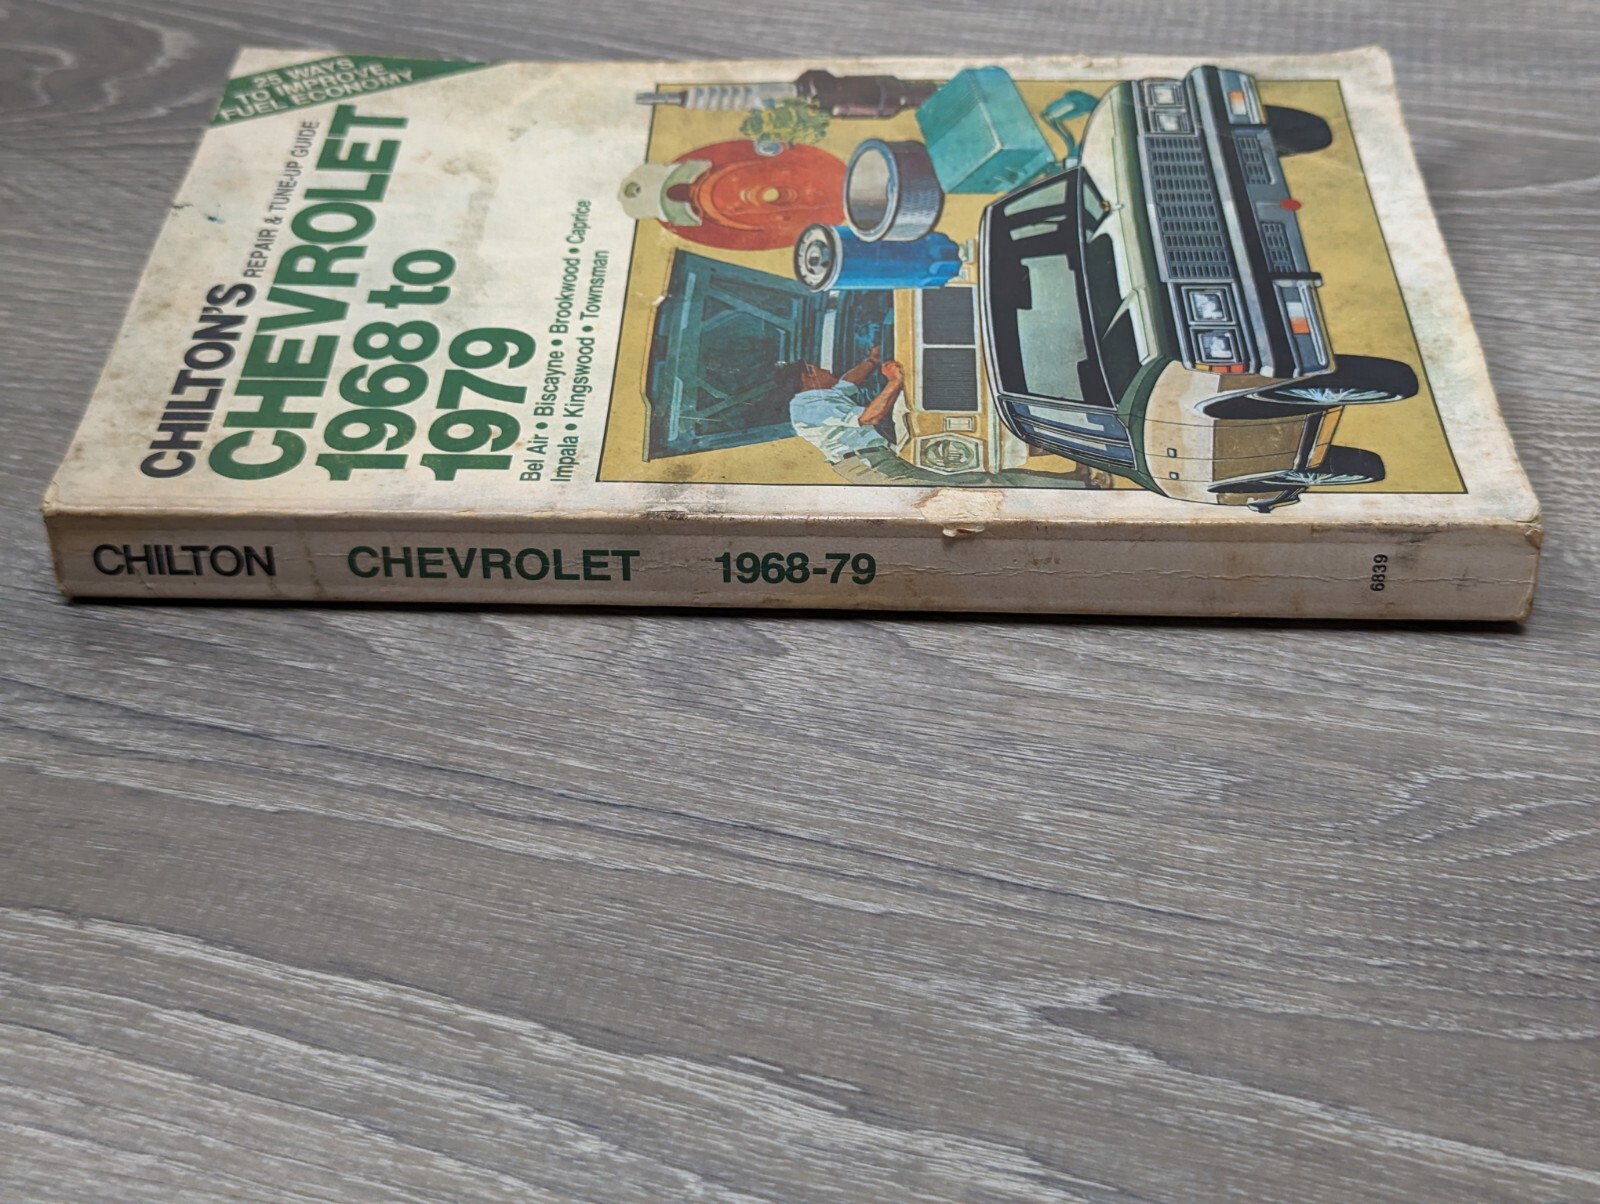 25 WAYS
TO IMPROVE
FUEL ECONOMY
CHILTON'S REPAIR & TUNE-UP GUIDE
CHEVROLET
1968 to
1979
Bel Air • Biscayne • Brookwood • Caprice
Impala • Kingswood • Townsman
CHILTON CHEVROLET 1968-79 6839